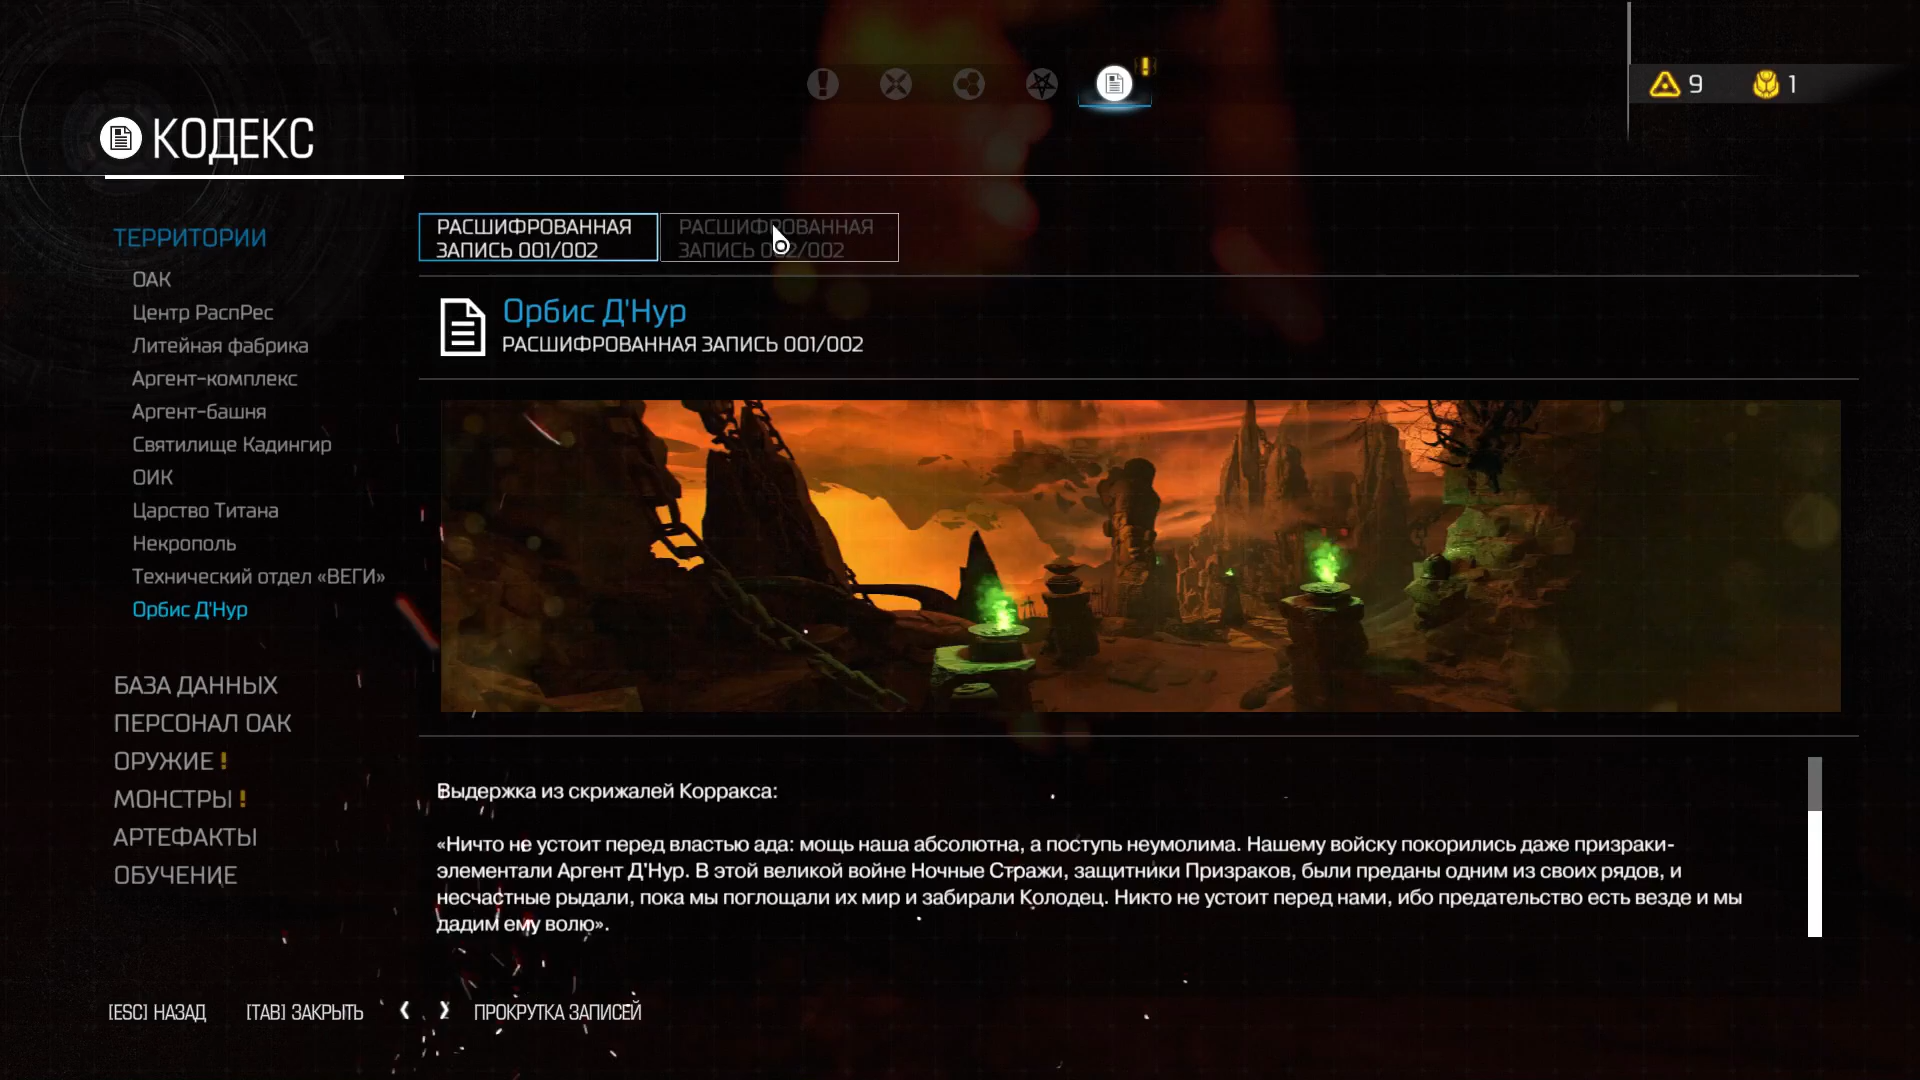 9
1
КОДЕКС
ТЕРРИТОРИИ
ОАК
Центр РаспРес
Литейная фабрика
Аргент-комплекс
Аргент-башня
Святилище Кадингир
ОИК
Царство Титана
Некрополь
Технический отдел «ВЕГИ»
Орбис Д'Нур
БАЗА ДАННЫХ
ПЕРСОНАЛ ОАК
ОРУЖИЕ !
МОНСТРЫ !
АРТЕФАКТЫ
ОБУЧЕНИЕ
РАСШИФРОВАННАЯ
ЗАПИСЬ 001/002
РАСШИФРОВАННАЯ
ЗАПИСЬ 002/002
Орбис Д'Нур
РАСШИФРОВАННАЯ ЗАПИСЬ 001/002
Выдержка из скрижалей Корракса:
«Ничто не устоит перед властью ада: мощь наша абсолютна, а поступь неумолима. Нашему войску покорились даже призраки-
элементали Аргент Д'Нур. В этой великой войне Ночные Стражи, защитники Призраков, были преданы одним из своих рядов, и
несчастные рыдали, пока мы поглощали их мир и забирали Колодец. Никто не устоит перед нами, ибо предательство есть везде и мы
дадим ему волю».
[ESC] НАЗАД
[TAB] ЗАКРЫТЬ
ПРОКРУТКА ЗАПИСЕЙ